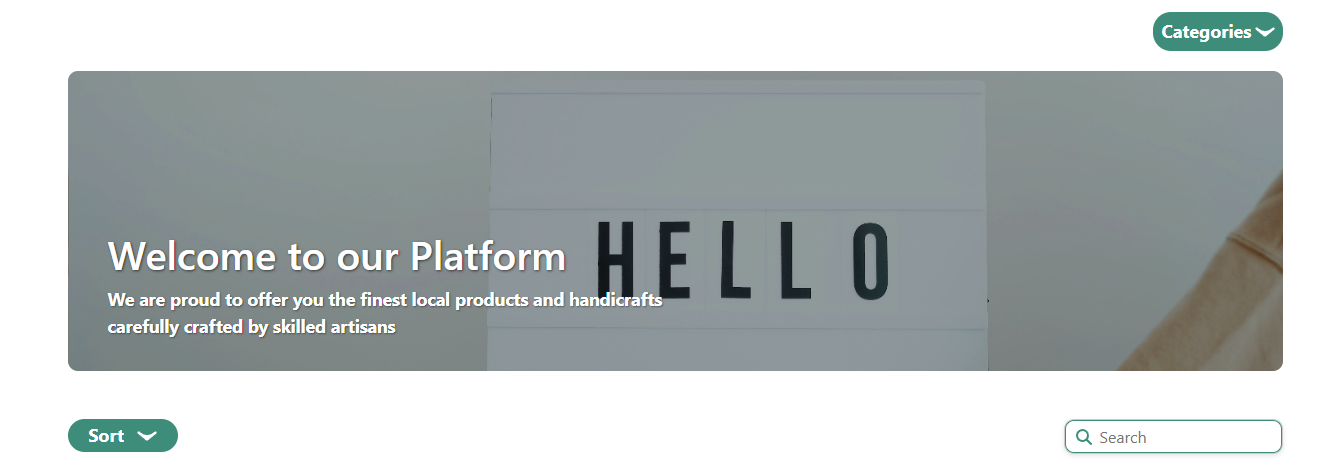 Categories
HELLO
Welcome to our Platform
We are proud to offer you the finest local products and handicrafts
carefully crafted by skilled artisans
Sort
Search